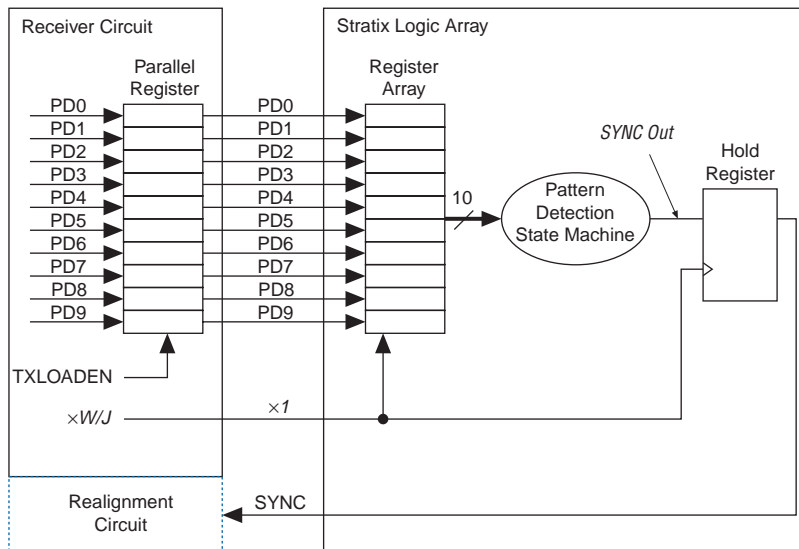 Receiver Circuit
Stratix Logic Array
Parallel
Register
Register
Array
PD0
PD1
PD2
PD3
PD4
PD5
PD6
PD7
PD8
PD9
PD0
PD1
PD2
PD3
PD4
PD5
PD6
PD7
PD8
PD9
10
Pattern
Detection
State Machine
SYNC Out
Hold
Register
TXLOADEN
×W/J
×1
Realignment
Circuit
SYNC